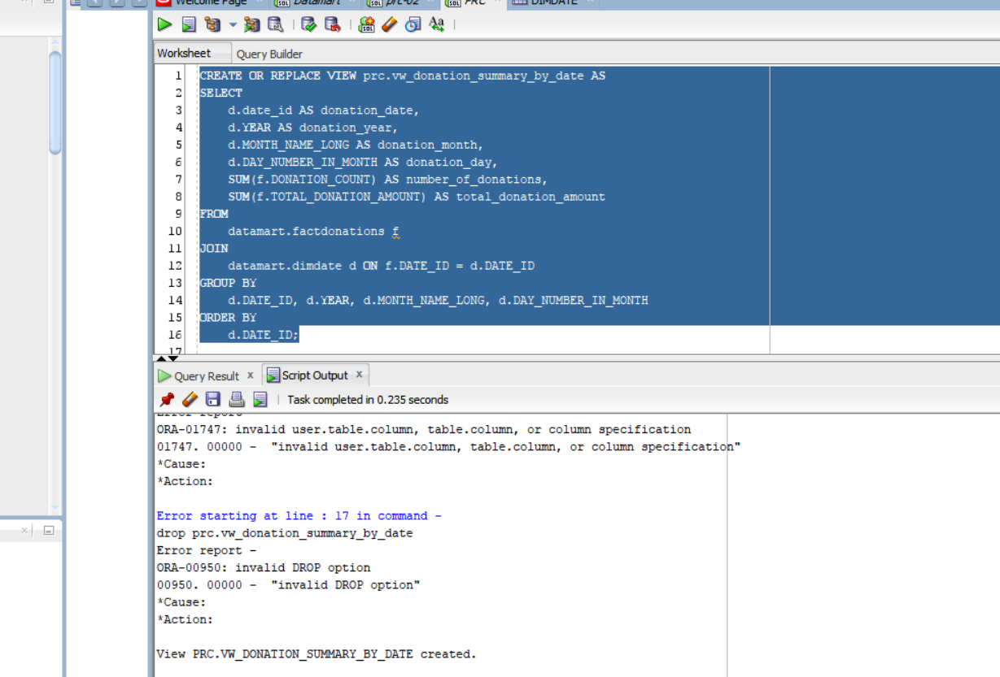 Welcome Page
Datamart
prc-02
PRC
DIMDATE
Worksheet
Query Builder
1 CREATE OR REPLACE VIEW prc.vw_donation_summary_by_date AS
2 SELECT
3 d.date_id AS donation_date,
4 d.YEAR AS donation_year,
5 d.MONTH_NAME_LONG AS donation_month,
6 d.DAY_NUMBER_IN_MONTH AS donation_day,
7 SUM(f.DONATION_COUNT) AS number_of_donations,
8 SUM(f.TOTAL_DONATION_AMOUNT) AS total_donation_amount
9 FROM
10 datamart.factdonations f
11 JOIN
12 datamart.dimdate d ON f.DATE_ID = d.DATE_ID
13 GROUP BY
14 d.DATE_ID, d.YEAR, d.MONTH_NAME_LONG, d.DAY_NUMBER_IN_MONTH
15 ORDER BY
16 d.DATE_ID;
17
Query Result x
Script Output x
Task completed in 0.235 seconds
Error report -
ORA-01747: invalid user.table.column, table.column, or column specification
01747. 00000 - "invalid user.table.column, table.column, or column specification"
*Cause:
*Action:
Error starting at line : 17 in command -
drop prc.vw_donation_summary_by_date
Error report -
ORA-00950: invalid DROP option
00950. 00000 - "invalid DROP option"
*Cause:
*Action:
View PRC.VW_DONATION_SUMMARY_BY_DATE created.